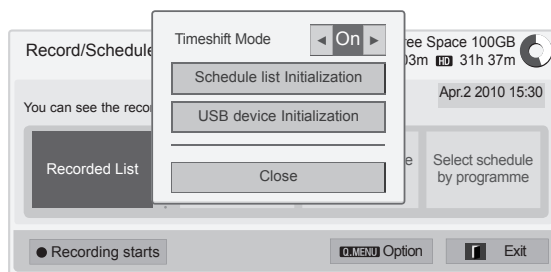 Record/Schedule
Timeshift Mode ◄ On ►
ree Space 100GB
03m HD 31h 37m
Schedule list Initialization
Apr.2 2010 15:30
You can see the recor
USB device Initialization
Recorded List
e
Select schedule
by programme
Close
● Recording starts
Q.MENU Option
Exit